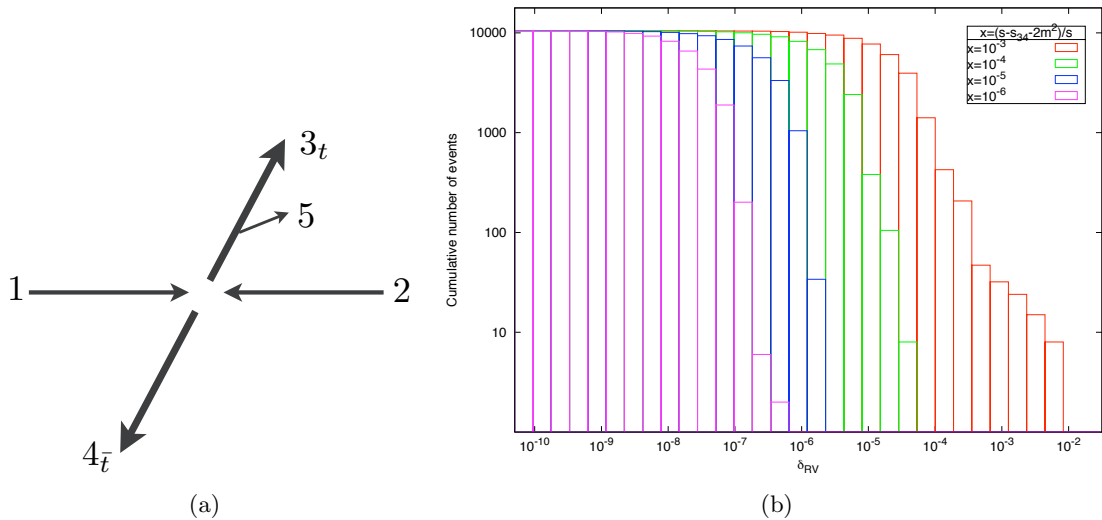 3t
5
1
2
4t̄
(a)
Cumulative number of events
10000
1000
100
10
x=(s-s34-2m²)/s
x=10⁻³
x=10⁻⁴
x=10⁻⁵
x=10⁻⁶
10⁻¹⁰ 10⁻⁹ 10⁻⁸ 10⁻⁷ 10⁻⁶ 10⁻⁵ 10⁻⁴ 10⁻³ 10⁻²
δRV
(b)